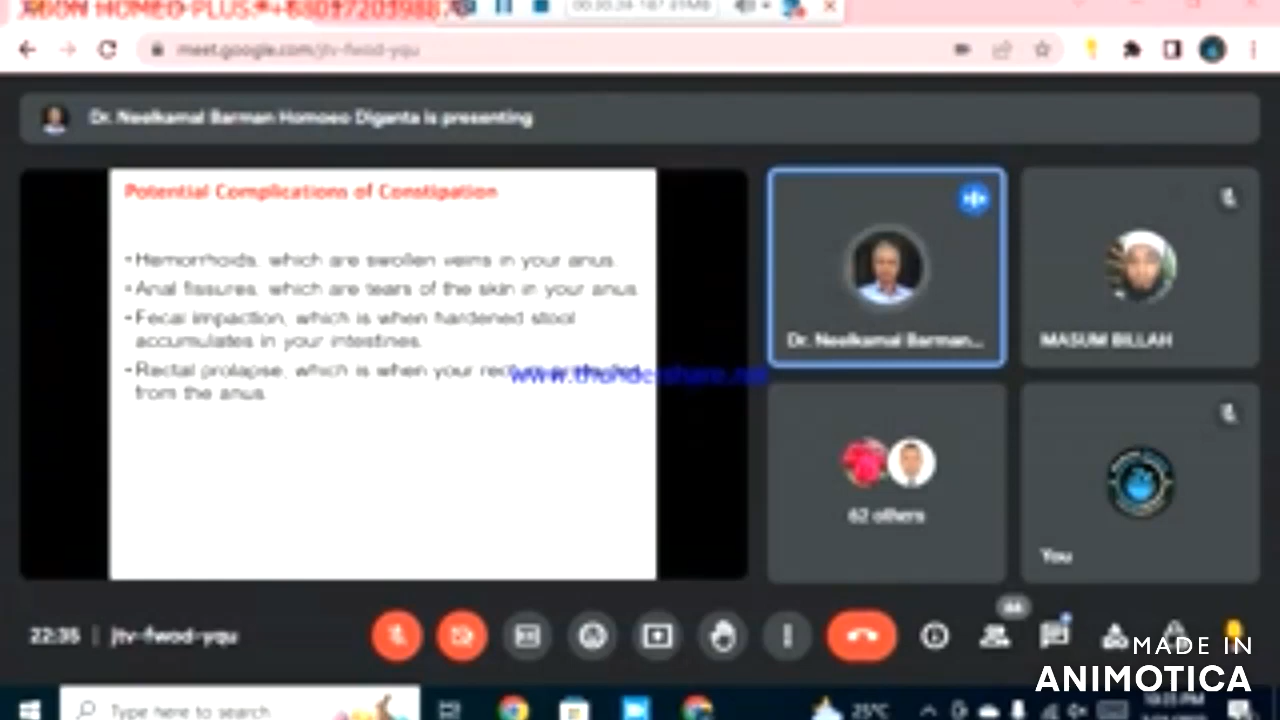 meet.google.com/jtv-fwod-yqu
Dr. Neelkamal Barman Homoeo Diganta is presenting
Potential Complications of Constipation
• Hemorrhoids, which are swollen veins in your anus.
• Anal fissures, which are tears of the skin in your anus
• Fecal impaction, which is when hardened stool
accumulates in your intestines.
• Rectal prolapse, which is when your
from the anus
www.thundershare.net
Dr. Neelkamal Barman...
MASUM BILLAH
62 others
You
22:35 | jtv-fwod-yqu
MADE IN
ANIMOTICA
Type here to search
25°C